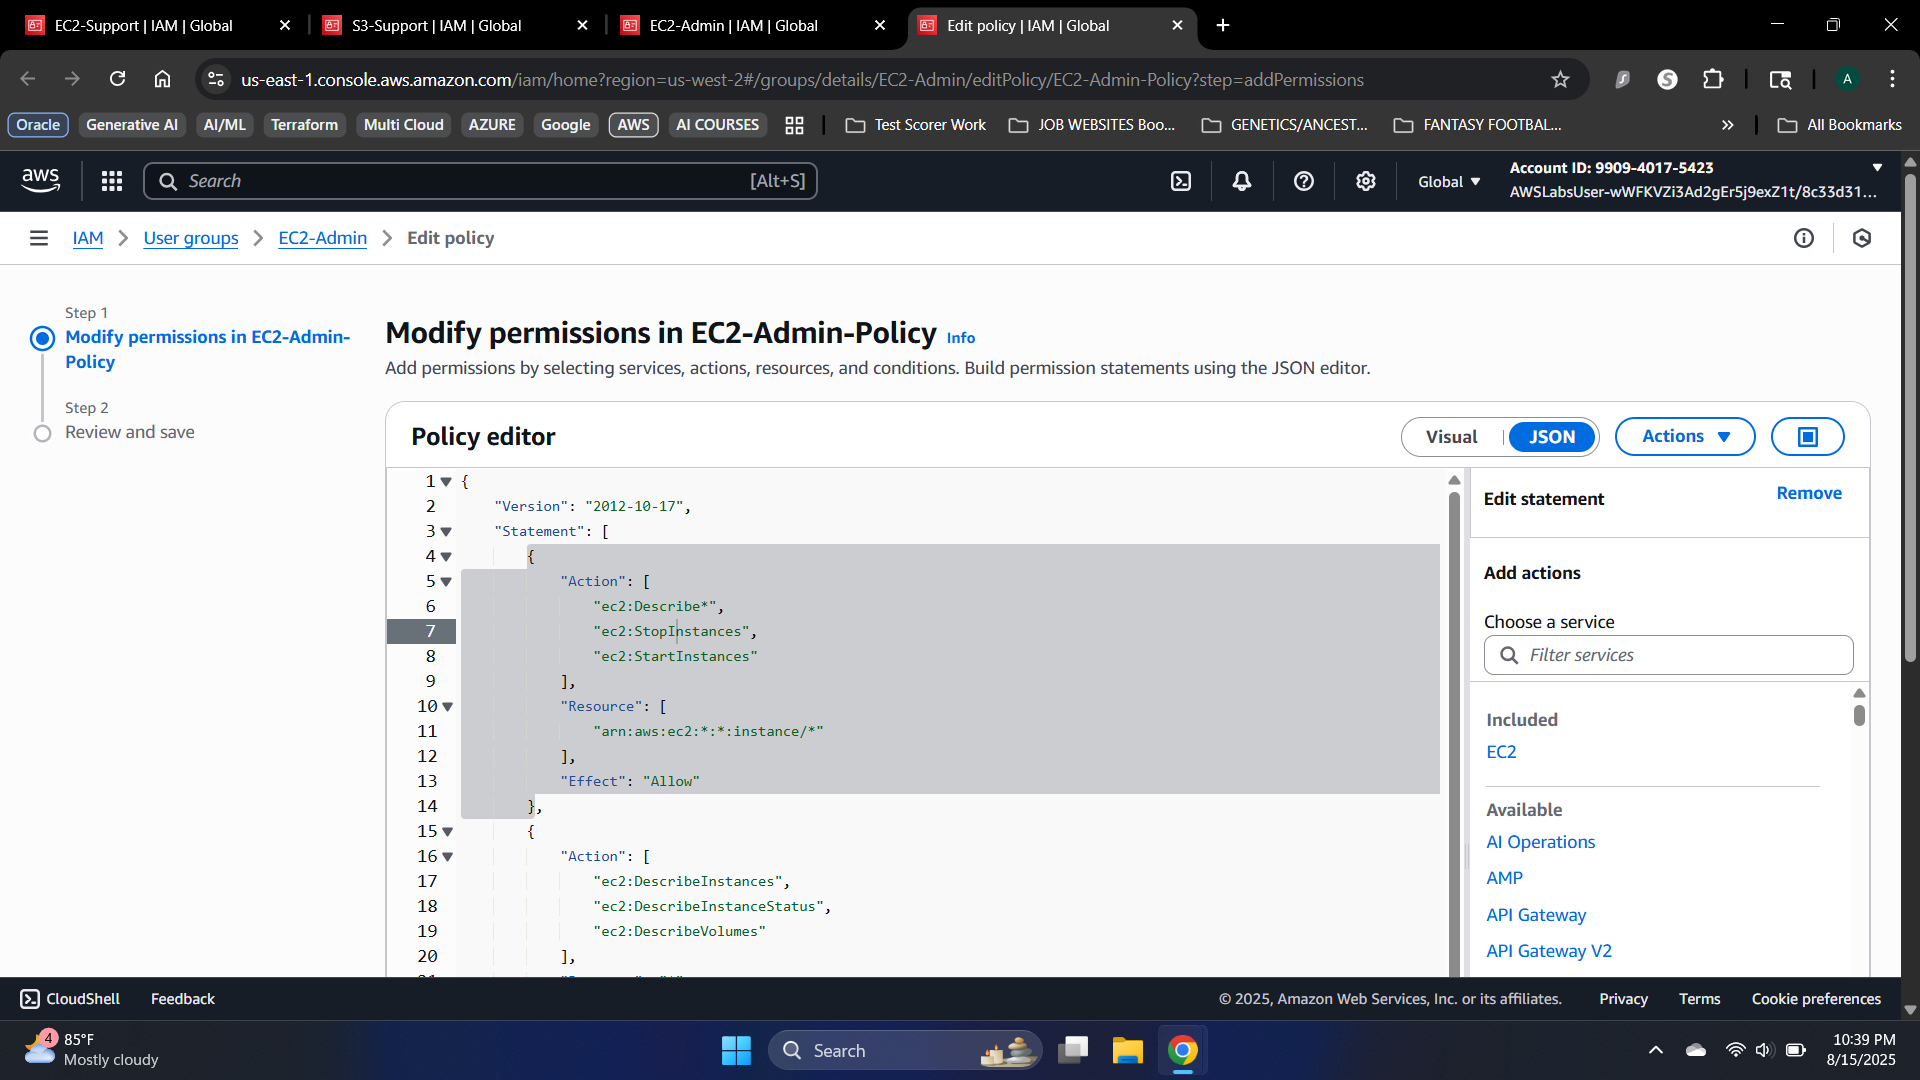 EC2-Support | IAM | Global
S3-Support | IAM | Global
EC2-Admin | IAM | Global
Edit policy | IAM | Global
us-east-1.console.aws.amazon.com/iam/home?region=us-west-2#/groups/details/EC2-Admin/editPolicy/EC2-Admin-Policy?step=addPermissions
A
Oracle
Generative AI
AI/ML
Terraform
Multi Cloud
AZURE
Google
AWS
AI COURSES
Test Scorer Work
JOB WEBSITES Boo...
GENETICS/ANCEST...
FANTASY FOOTBAL...
All Bookmarks
aws
Search
[Alt+S]
Global
Account ID: 9909-4017-5423
AWSLabsUser-wWFKVZi3Ad2gEr5j9exZ1t/8c33d31...
IAM
User groups
EC2-Admin
Edit policy
Step 1
Modify permissions in EC2-Admin-
Policy
Step 2
Review and save
Modify permissions in EC2-Admin-Policy Info
Add permissions by selecting services, actions, resources, and conditions. Build permission statements using the JSON editor.
Policy editor
Visual
JSON
Actions
1 {
2 "Version": "2012-10-17",
3 "Statement": [
4 {
5 "Action": [
6 "ec2:Describe*",
7 "ec2:StopInstances",
8 "ec2:StartInstances"
9 ],
10 "Resource": [
11 "arn:aws:ec2:*:*:instance/*"
12 ],
13 "Effect": "Allow"
14 },
15 {
16 "Action": [
17 "ec2:DescribeInstances",
18 "ec2:DescribeInstanceStatus",
19 "ec2:DescribeVolumes"
20 ],
Edit statement
Remove
Add actions
Choose a service
Filter services
Included
EC2
Available
AI Operations
AMP
API Gateway
API Gateway V2
CloudShell
Feedback
© 2025, Amazon Web Services, Inc. or its affiliates.
Privacy
Terms
Cookie preferences
4
85°F
Mostly cloudy
Search
10:39 PM
8/15/2025